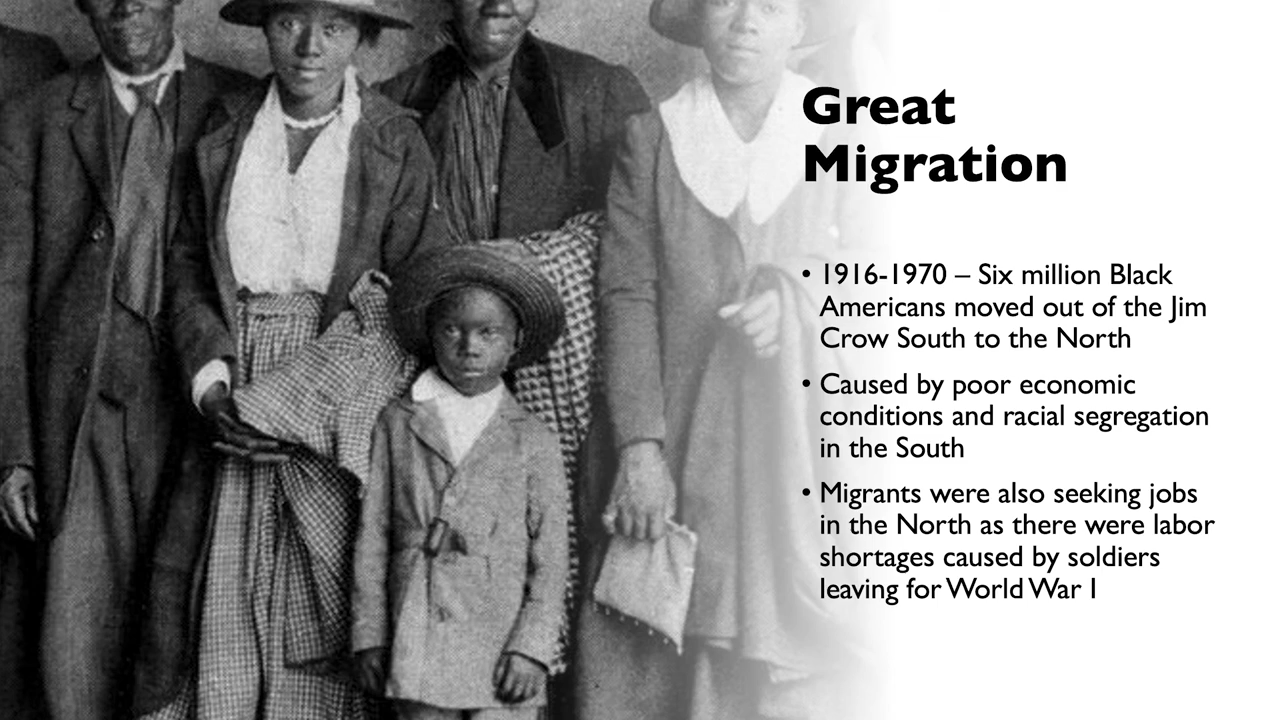 Great
Migration
• 1916-1970 – Six million Black
Americans moved out of the Jim
Crow South to the North
• Caused by poor economic
conditions and racial segregation
in the South
• Migrants were also seeking jobs
in the North as there were labor
shortages caused by soldiers
leaving for World War I